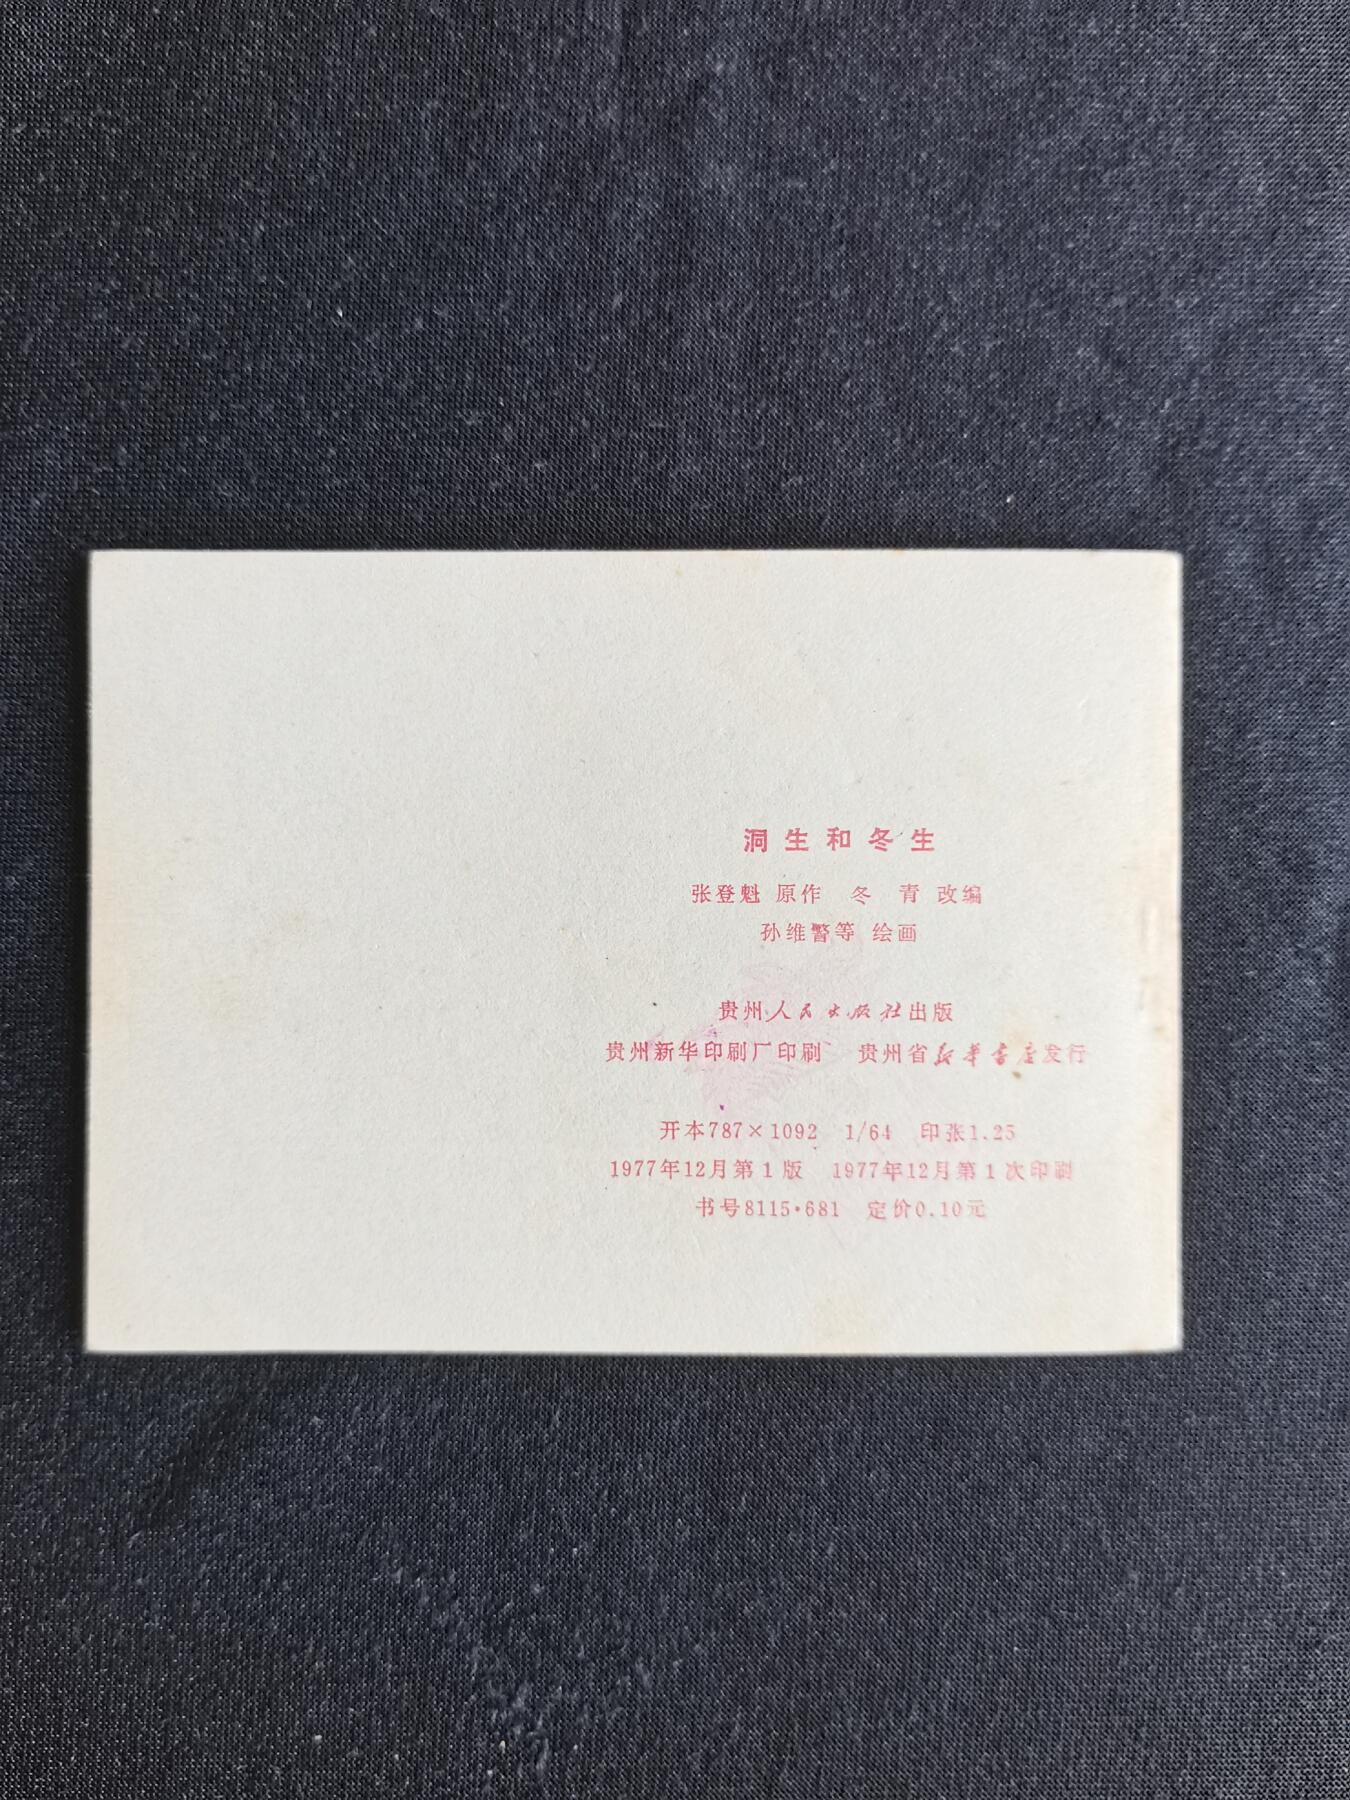 洞生和冬生
张登魁 原作 冬 青 改编
孙维警等 绘画
贵州人民出版社出版
贵州新华印刷厂印刷 贵州省新华书店发行
开本787×1092 1/64 印张1.25
1977年12月第1版 1977年12月第1次印刷
书号8115·681 定价0.10元